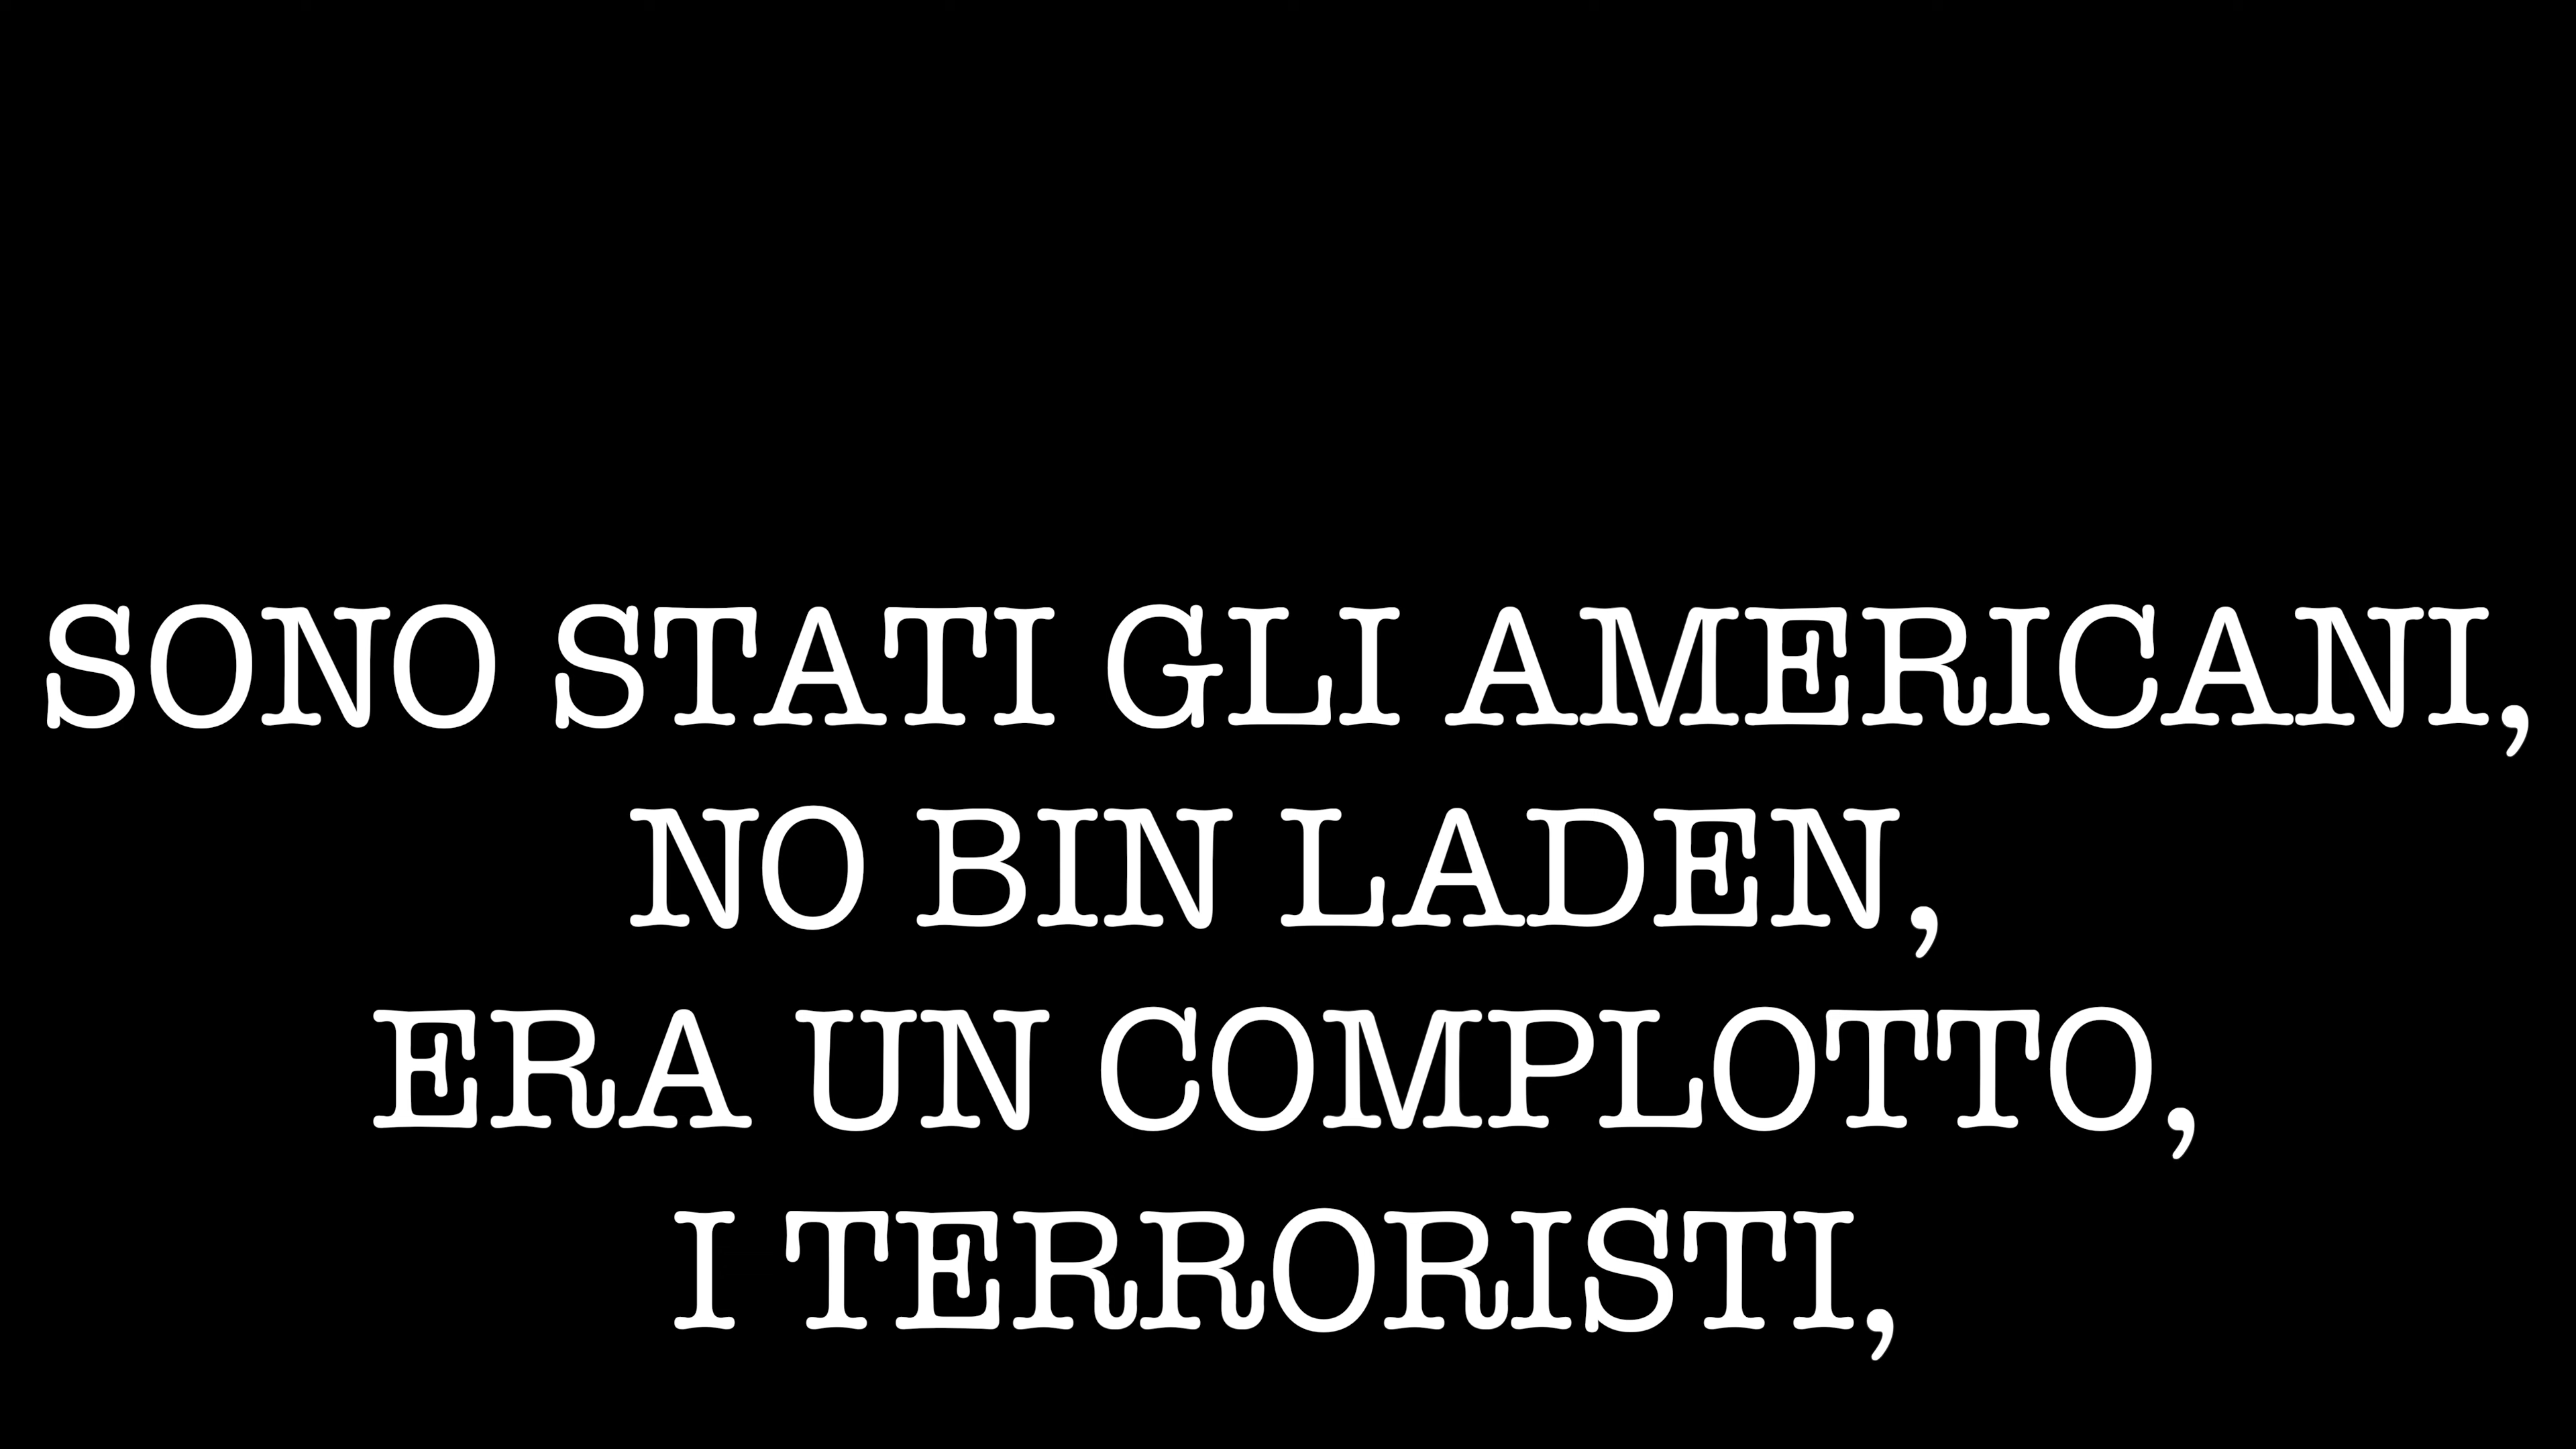 SONO STATI GLI AMERICANI,
NO BIN LADEN,
ERA UN COMPLOTTO,
I TERRORISTI,